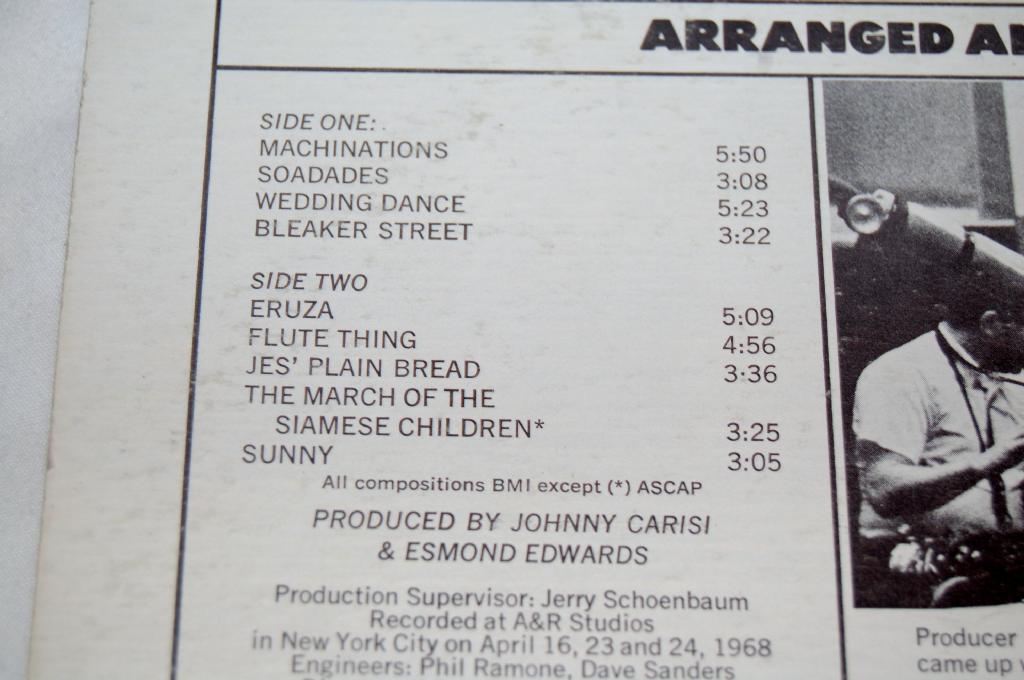 ARRANGED
SIDE ONE:
MACHINATIONS 5:50
SOADADES 3:08
WEDDING DANCE 5:23
BLEAKER STREET 3:22
SIDE TWO
ERUZA 5:09
FLUTE THING 4:56
JES' PLAIN BREAD 3:36
THE MARCH OF THE
SIAMESE CHILDREN* 3:25
SUNNY 3:05
All compositions BMI except (*) ASCAP
PRODUCED BY JOHNNY CARISI
& ESMOND EDWARDS
Production Supervisor: Jerry Schoenbaum
Recorded at A&R Studios
in New York City on April 16, 23 and 24, 1968
Engineers: Phil Ramone, Dave Sanders
Producer
came up